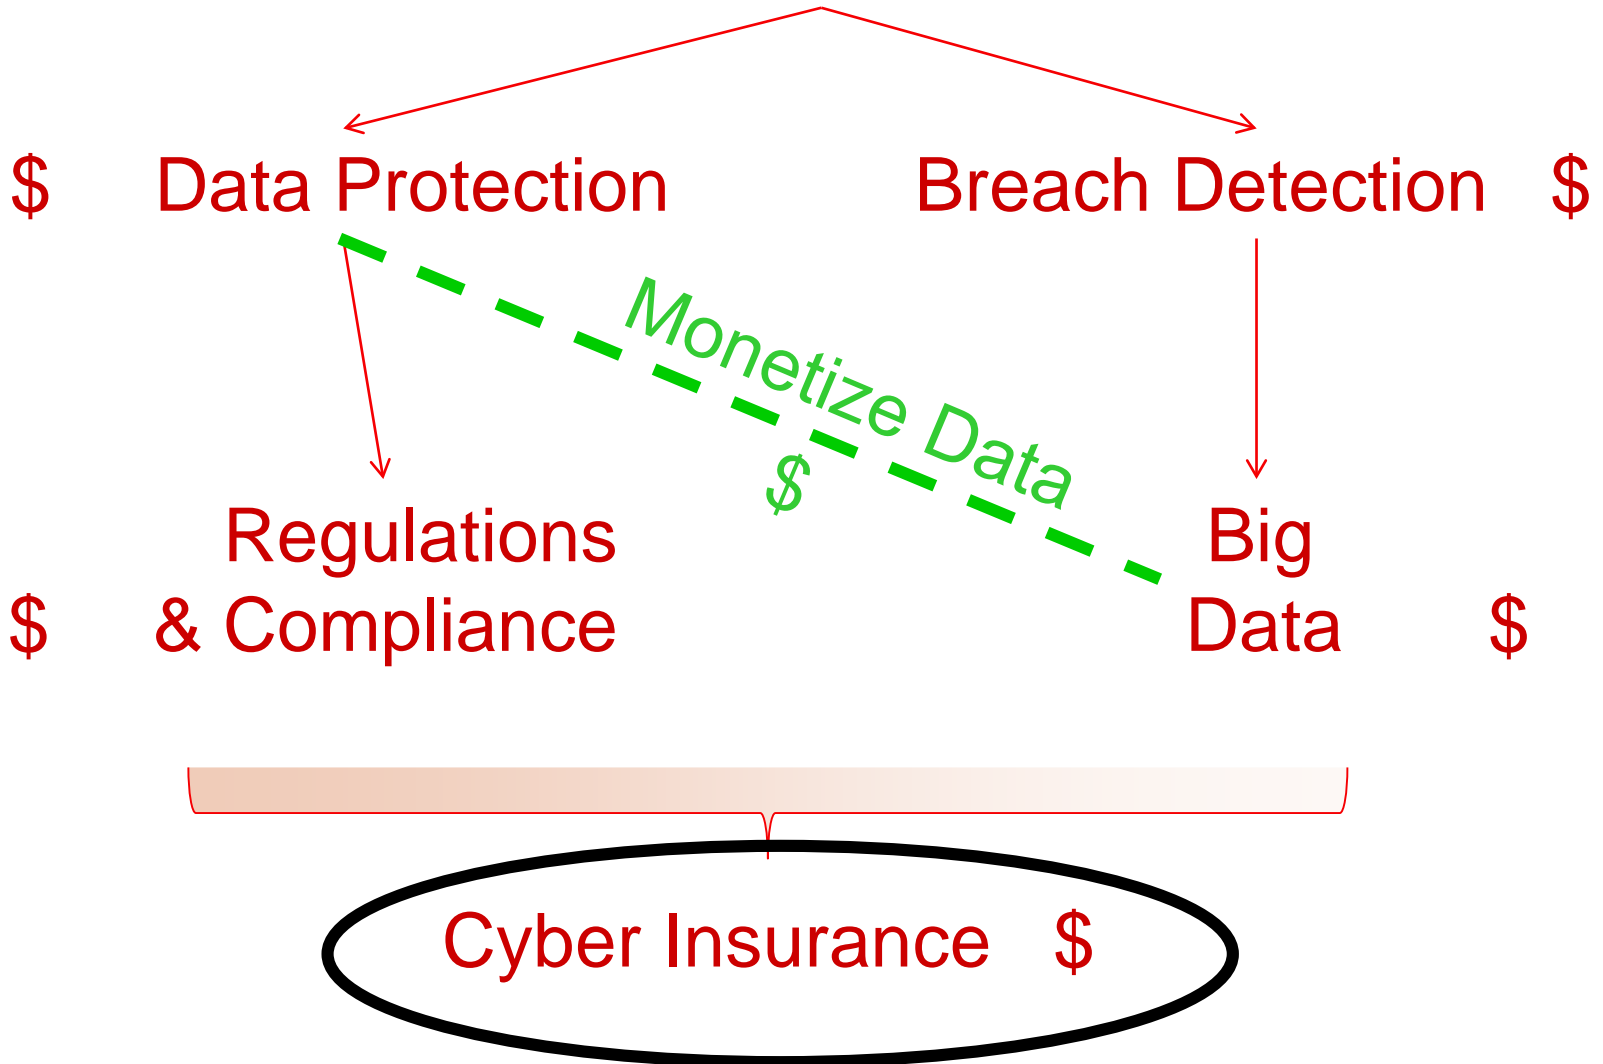 $ Data Protection Breach Detection $
Monetize Data
$
Regulations Big
$ & Compliance Data $
Cyber Insurance $